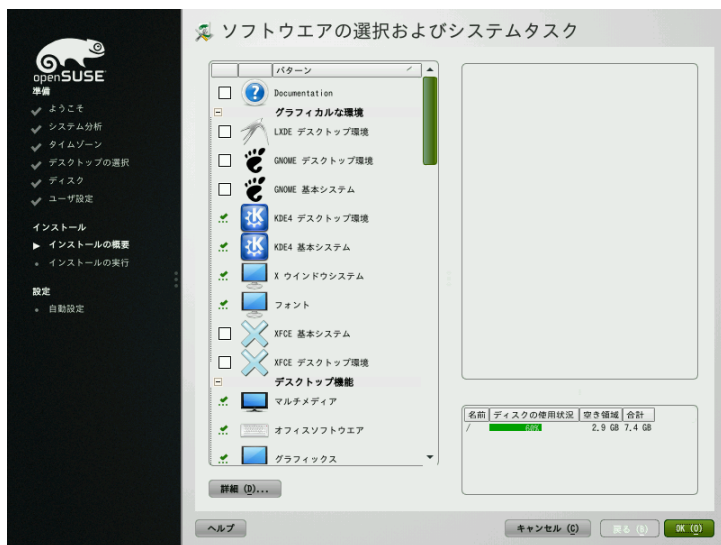 openSUSE
準備
ようこそ
システム分析
タイムゾーン
デスクトップの選択
ディスク
ユーザ設定
インストール
インストールの概要
インストールの実行
設定
自動設定
ソフトウエアの選択およびシステムタスク
パターン
Documentation
グラフィカルな環境
LXDE デスクトップ環境
GNOME デスクトップ環境
GNOME 基本システム
KDE4 デスクトップ環境
KDE4 基本システム
X ウインドウシステム
フォント
XFCE 基本システム
XFCE デスクトップ環境
デスクトップ機能
マルチメディア
オフィスソフトウエア
グラフィックス
詳細 (D)...
名前 ディスクの使用状況 空き領域 合計
/ 60% 2.9 GB 7.4 GB
ヘルプ
キャンセル (C) 戻る (B) OK (O)